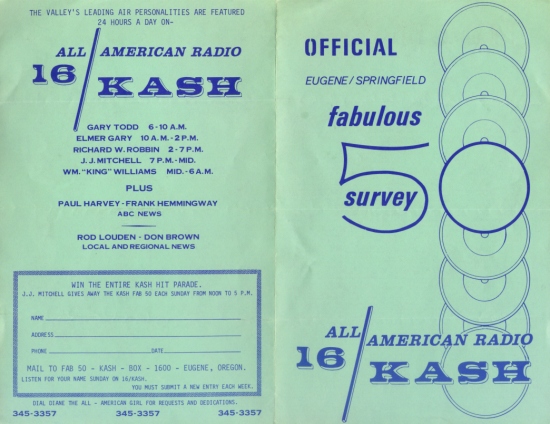 THE VALLEY'S LEADING AIR PERSONALITIES ARE FEATURED
24 HOURS A DAY ON-
ALL / AMERICAN RADIO
16 / KASH
GARY TODD 6-10 A.M.
ELMER GARY 10 A.M.-2 P.M.
RICHARD W. ROBBIN 2-7 P.M.
J.J. MITCHELL 7 P.M.-MID.
WM."KING" WILLIAMS MID.-6 A.M.
PLUS
PAUL HARVEY-FRANK HEMMINGWAY
ABC NEWS
ROD LOUDEN - DON BROWN
LOCAL AND REGIONAL NEWS
WIN THE ENTIRE KASH HIT PARADE.
J.J. MITCHELL GIVES AWAY THE KASH FAB 50 EACH SUNDAY FROM NOON TO 5 P.M.
NAME
ADDRESS
PHONE DATE
MAIL TO FAB 50 - KASH - BOX - 1600 - EUGENE, OREGON.
LISTEN FOR YOUR NAME SUNDAY ON 16/KASH.
YOU MUST SUBMIT A NEW ENTRY EACH WEEK.
DIAL DIANE THE ALL - AMERICAN GIRL FOR REQUESTS AND DEDICATIONS.
345-3357 345-3357 345-3357
OFFICIAL
EUGENE/SPRINGFIELD
fabulous
50
survey
ALL / AMERICAN RADIO
16 / KASH